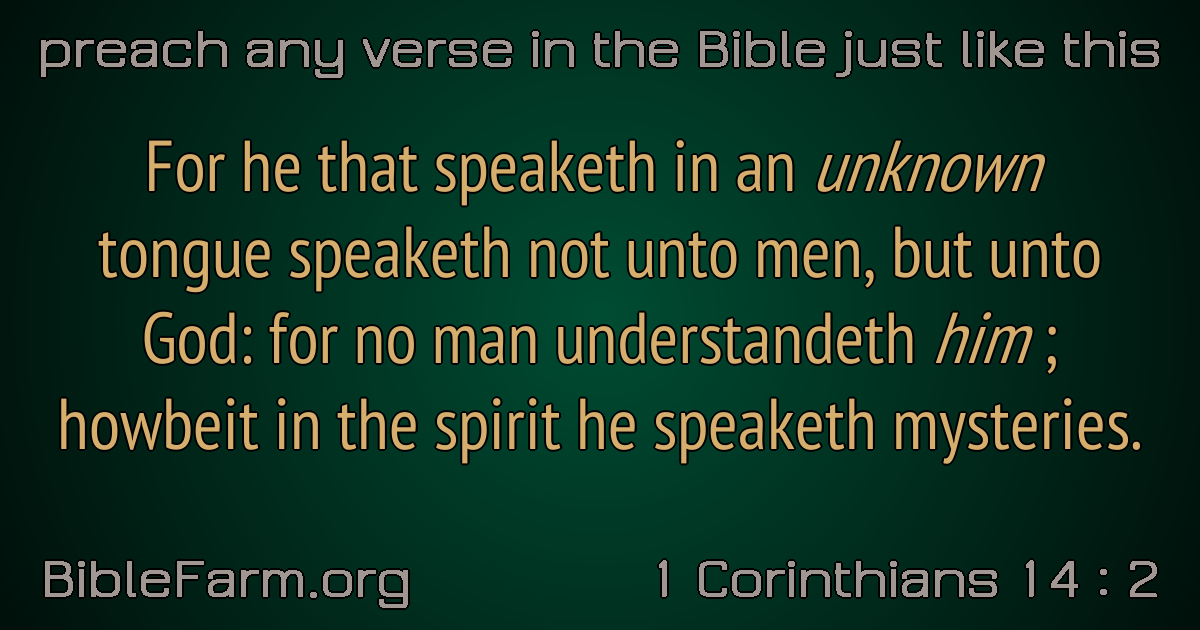 preach any verse in the Bible just like this
For he that speaketh in an unknown
tongue speaketh not unto men, but unto
God: for no man understandeth him ;
howbeit in the spirit he speaketh mysteries.
BibleFarm.org
1 Corinthians 14 : 2